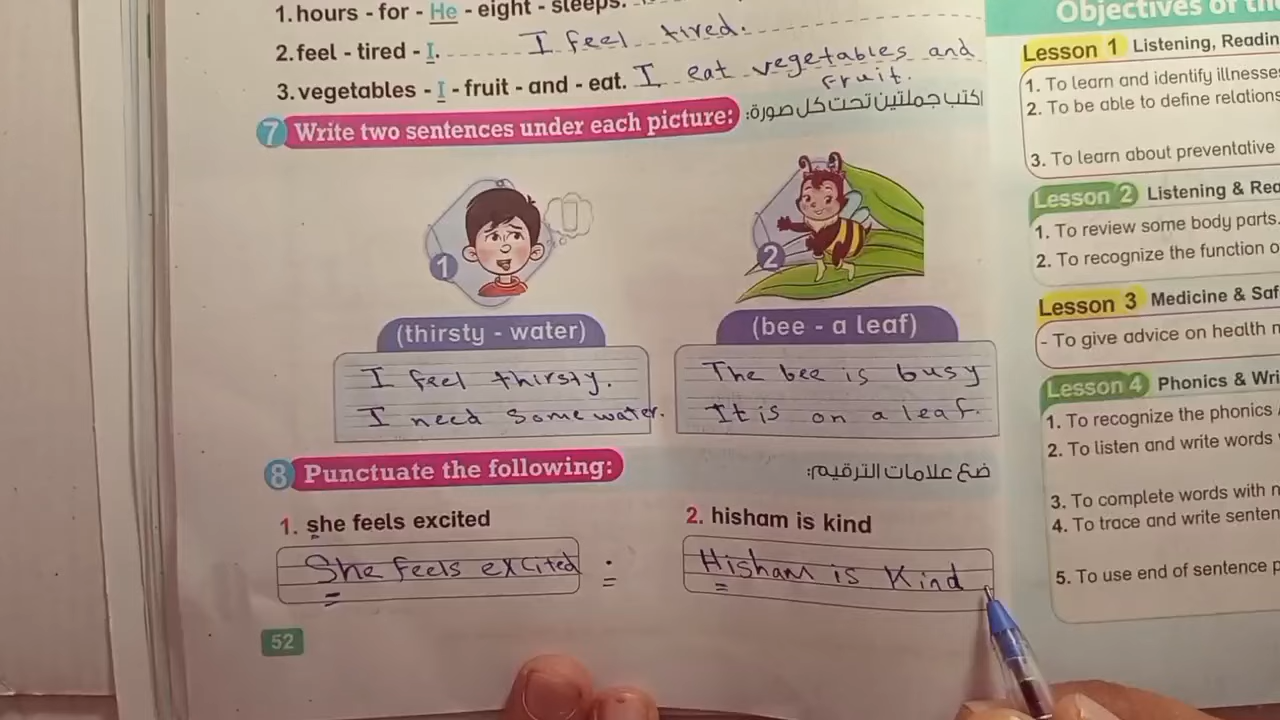 1. hours - for - He - eight - sleeps.
2. feel - tired - I. I feel tired.
3. vegetables - I - fruit - and - eat. I eat vegetables and
fruit.
7 Write two sentences under each picture: اكتب جملتين تحت كل صورة:
1
2
(thirsty - water)
(bee - a leaf)
I feel thirsty.
I need some water.
The bee is busy
It is on a leaf.
8 Punctuate the following: ضع علامات الترقيم:
1. she feels excited
2. hisham is kind
She feels excited .
Hisham is Kind
52
Objectives of the
Lesson 1 Listening, Readin
1. To learn and identify illnesse
2. To be able to define relations
3. To learn about preventative
Lesson 2 Listening & Rea
1. To review some body parts.
2. To recognize the function o
Lesson 3 Medicine & Saf
- To give advice on health
Lesson 4 Phonics & Wri
1. To recognize the phonics
2. To listen and write words
3. To complete words with
4. To trace and write senten
5. To use end of sentence p